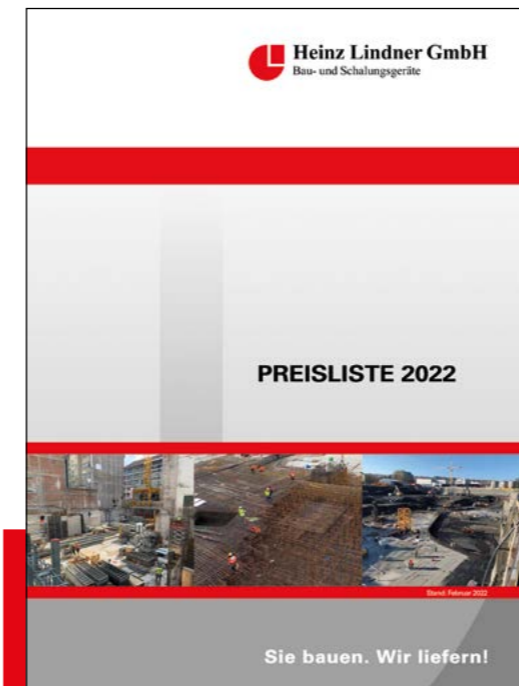 Heinz Lindner GmbH
Bau- und Schalungsgeräte
PREISLISTE 2022
Stand: Februar 2022
Sie bauen. Wir liefern!